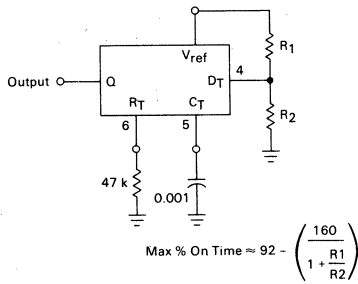 Vref
R1
Output
Q
DT
4
RT
CT
6
5
R2
47 k
0.001
Max % On Time ≈ 92 - (160 / (1 + R1/R2))